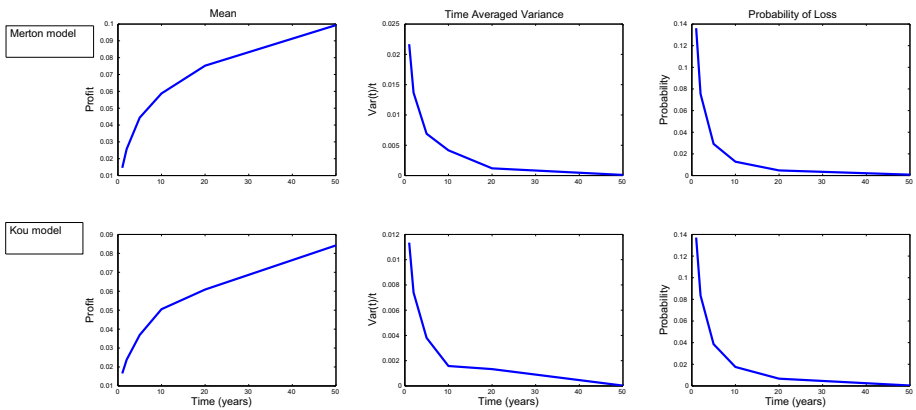 Merton model
Mean
Time Averaged Variance
Probability of Loss
Profit
0.1
0.09
0.08
0.07
0.06
0.05
0.04
0.03
0.02
0.01
0 10 20 30 40 50
Var(t)/t
0.025
0.02
0.015
0.01
0.005
0
0 10 20 30 40 50
Probability
0.14
0.12
0.1
0.08
0.06
0.04
0.02
0
0 10 20 30 40 50
Kou model
Profit
0.09
0.08
0.07
0.06
0.05
0.04
0.03
0.02
0.01
0 10 20 30 40 50
Time (years)
Var(t)/t
0.012
0.01
0.008
0.006
0.004
0.002
0
0 10 20 30 40 50
Time (years)
Probability
0.14
0.12
0.1
0.08
0.06
0.04
0.02
0
0 10 20 30 40 50
Time (years)